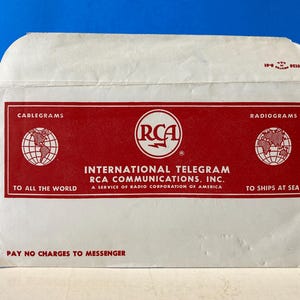 CABLEGRAMS
RADIOGRAMS
RCA
®
INTERNATIONAL TELEGRAM
RCA COMMUNICATIONS, INC.
A SERVICE OF RADIO CORPORATION OF AMERICA
TO ALL THE WORLD
TO SHIPS AT SEA
PAY NO CHARGES TO MESSENGER